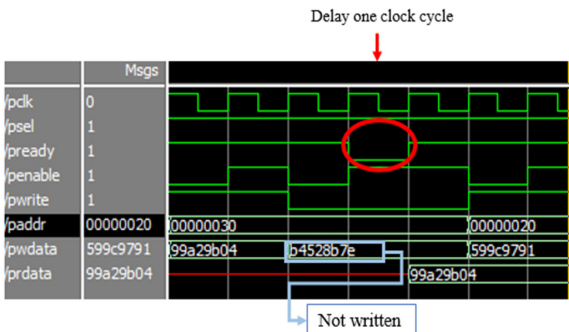 Delay one clock cycle
Msgs
/pclk 0
/psel 1
/pready 1
/penable 1
/pwrite 1
/paddr 00000020 00000030 00000020
/pwdata 599c9791 99a29b04 b4528b7e 599c9791
/prdata 99a29b04 99a29b04
Not written